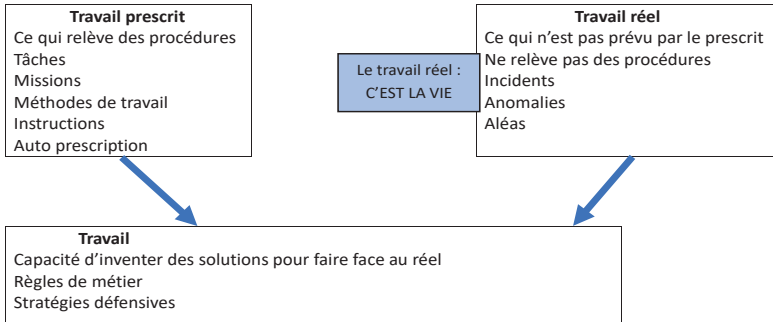 Travail prescrit
Ce qui relève des procédures
Tâches
Missions
Méthodes de travail
Instructions
Auto prescription
Le travail réel :
C'EST LA VIE
Travail réel
Ce qui n'est pas prévu par le prescrit
Ne relève pas des procédures
Incidents
Anomalies
Aléas
Travail
Capacité d'inventer des solutions pour faire face au réel
Règles de métier
Stratégies défensives